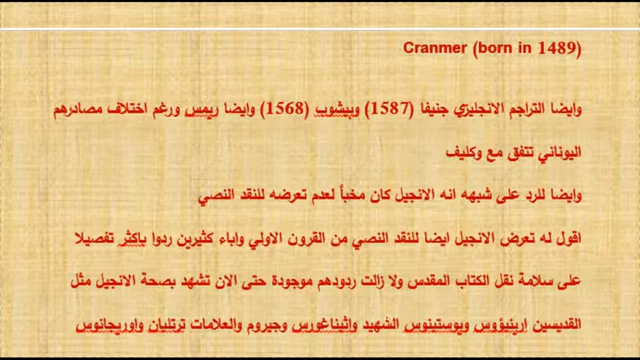 Cranmer (born in 1489)
وايضا التراجم الانجليزي جنيفا (1587) وبيشوب (1568) وايضا ريمس ورغم اختلاف مصادرهم
اليوناني تتفق مع وكليف
وايضا للرد على شبهه انه الانجيل كان مخبأ لعدم تعرضه للنقد النصي
اقول له تعرض الانجيل ايضا للنقد النصي من القرون الاولي واباء كثيرين ردوا باكثر تفصيلا
على سلامة نقل الكتاب المقدس ولا زالت ردودهم موجودة حتى الان تشهد بصحة الانجيل مثل
القديسين ارينيؤوس ويوستينوس الشهيد واثيناغورس وجيروم والعلامات ترتليان واوريجانوس